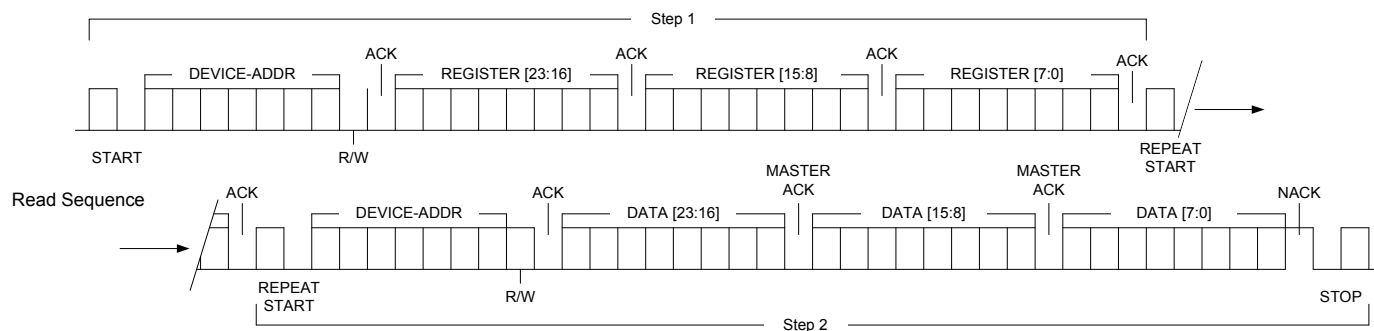 Step 1
ACK ACK ACK ACK
DEVICE-ADDR REGISTER [23:16] REGISTER [15:8] REGISTER [7:0]
START R/W REPEAT
START
Read Sequence
ACK ACK MASTER
ACK MASTER
ACK NACK
DEVICE-ADDR DATA [23:16] DATA [15:8] DATA [7:0]
REPEAT
START R/W STOP
Step 2